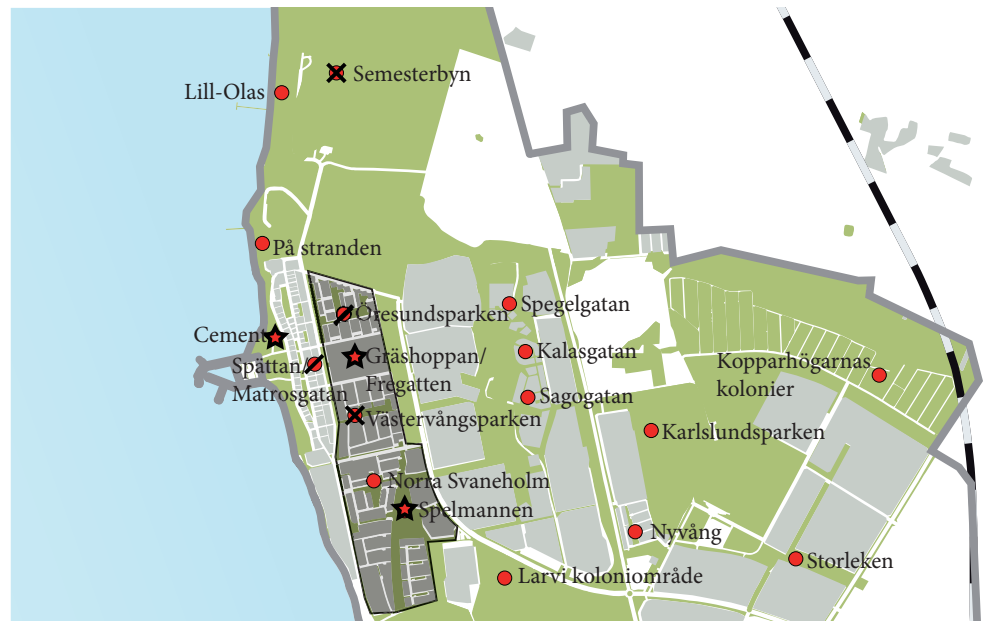 Semesterbyn
Lill-Olas
På stranden
Spegelgatan
Öresundsparken
Cement
Kalasgatan
Gräshoppan/
Fregatten
Spättan/
Matrosgatan
Kopparhögarnas
kolonier
Sagogatan
Västervångsparken
Karlslundsparken
Norra Svaneholm
Spelmannen
Nyvång
Storleken
Larvi koloniområde